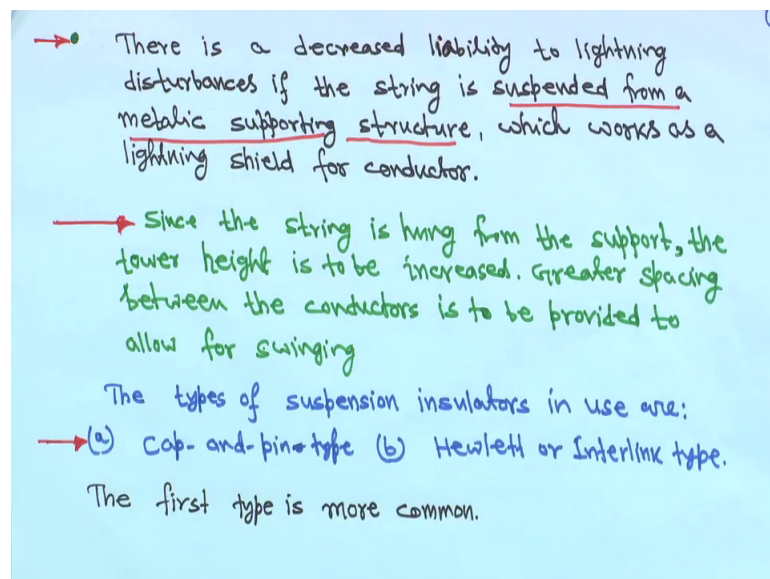 There is a decreased liability to lightning
disturbances if the string is suspended from a
metalic supporting structure, which works as a
lightning shield for conductor.
Since the string is hung from the support, the
tower height is to be increased. Greater spacing
between the conductors is to be provided to
allow for swinging
The types of suspension insulators in use are:
(a) Cap-and-pin-type (b) Hewlett or Interlink type.
The first type is more common.